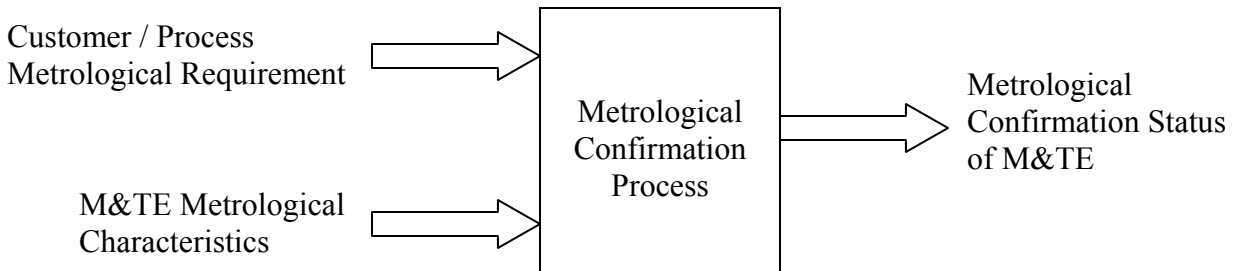 Customer / Process
Metrological Requirement
M&TE Metrological
Characteristics
Metrological
Confirmation
Process
Metrological
Confirmation Status
of M&TE